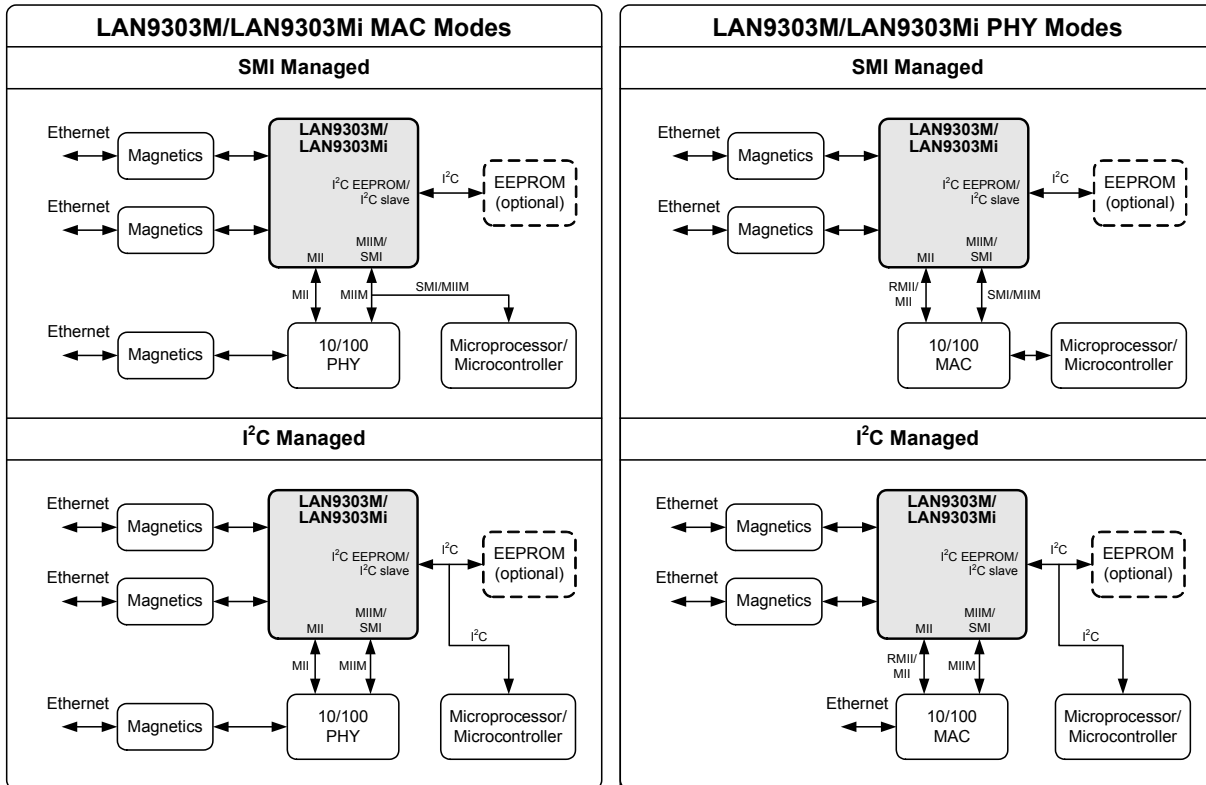 LAN9303M/LAN9303Mi MAC Modes
SMI Managed
Ethernet
Magnetics
Ethernet
Magnetics
LAN9303M/
LAN9303Mi
I²C EEPROM/
I²C slave
MIIM/
SMI
MII
I²C
EEPROM
(optional)
MII
MIIM
SMI/MIIM
Ethernet
Magnetics
10/100
PHY
Microprocessor/
Microcontroller
I²C Managed
Ethernet
Magnetics
Ethernet
Magnetics
LAN9303M/
LAN9303Mi
I²C EEPROM/
I²C slave
MIIM/
SMI
MII
I²C
EEPROM
(optional)
I²C
MII
MIIM
Ethernet
Magnetics
10/100
PHY
Microprocessor/
Microcontroller
LAN9303M/LAN9303Mi PHY Modes
SMI Managed
Ethernet
Magnetics
Ethernet
Magnetics
LAN9303M/
LAN9303Mi
I²C EEPROM/
I²C slave
MIIM/
SMI
MII
I²C
EEPROM
(optional)
RMII/
MII
SMI/MIIM
10/100
MAC
Microprocessor/
Microcontroller
I²C Managed
Ethernet
Magnetics
Ethernet
Magnetics
LAN9303M/
LAN9303Mi
I²C EEPROM/
I²C slave
MIIM/
SMI
MII
I²C
EEPROM
(optional)
I²C
RMII/
MII
MIIM
Ethernet
10/100
MAC
Microprocessor/
Microcontroller